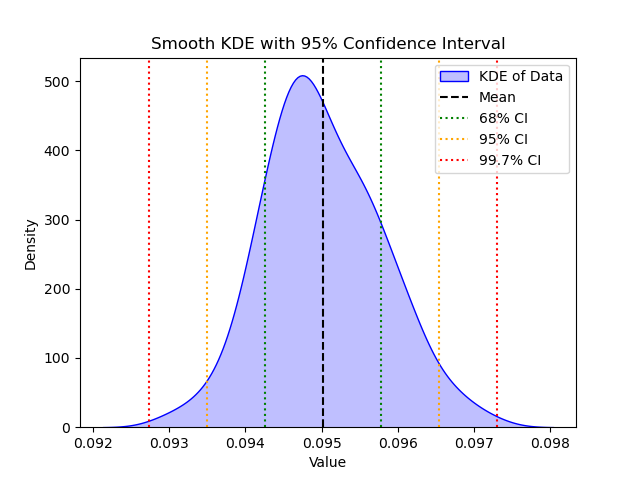 Smooth KDE with 95% Confidence Interval
KDE of Data
Mean
68% CI
95% CI
99.7% CI
500
400
300
200
100
0
Density
0.092 0.093 0.094 0.095 0.096 0.097 0.098
Value